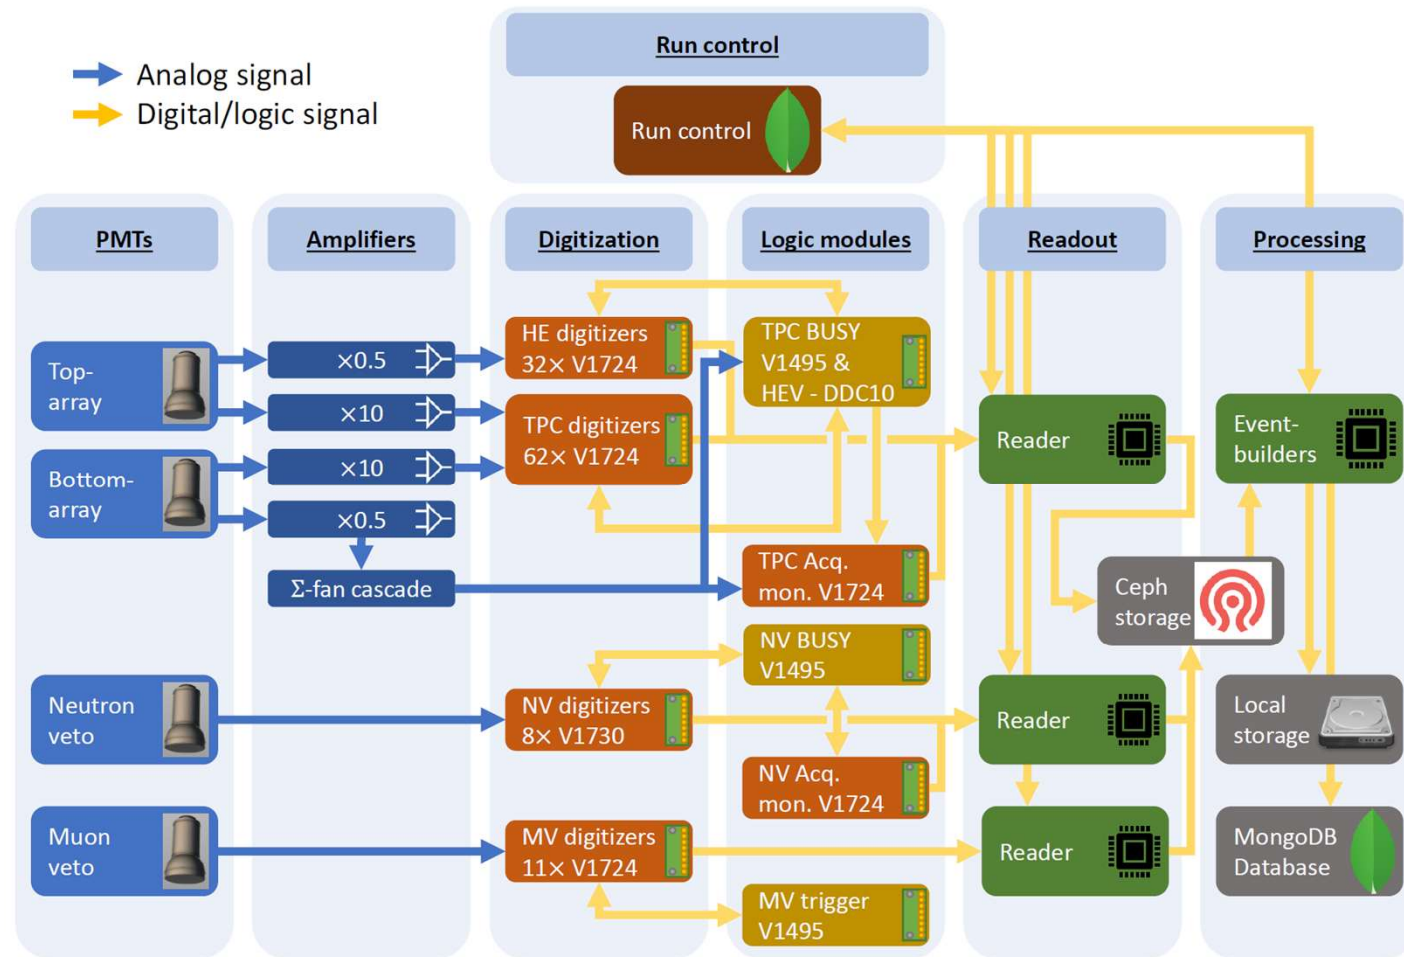 Run control
Analog signal
Digital/logic signal
Run control
PMTs
Amplifiers
Digitization
Logic modules
Readout
Processing
Top-
array
Bottom-
array
Neutron
veto
Muon
veto
×0.5
×10
×10
×0.5
Σ-fan cascade
HE digitizers
32× V1724
TPC digitizers
62× V1724
NV digitizers
8× V1730
MV digitizers
11× V1724
TPC BUSY
V1495 &
HEV - DDC10
TPC Acq.
mon. V1724
NV BUSY
V1495
NV Acq.
mon. V1724
MV trigger
V1495
Reader
Reader
Reader
Ceph
storage
Event-
builders
Local
storage
MongoDB
Database